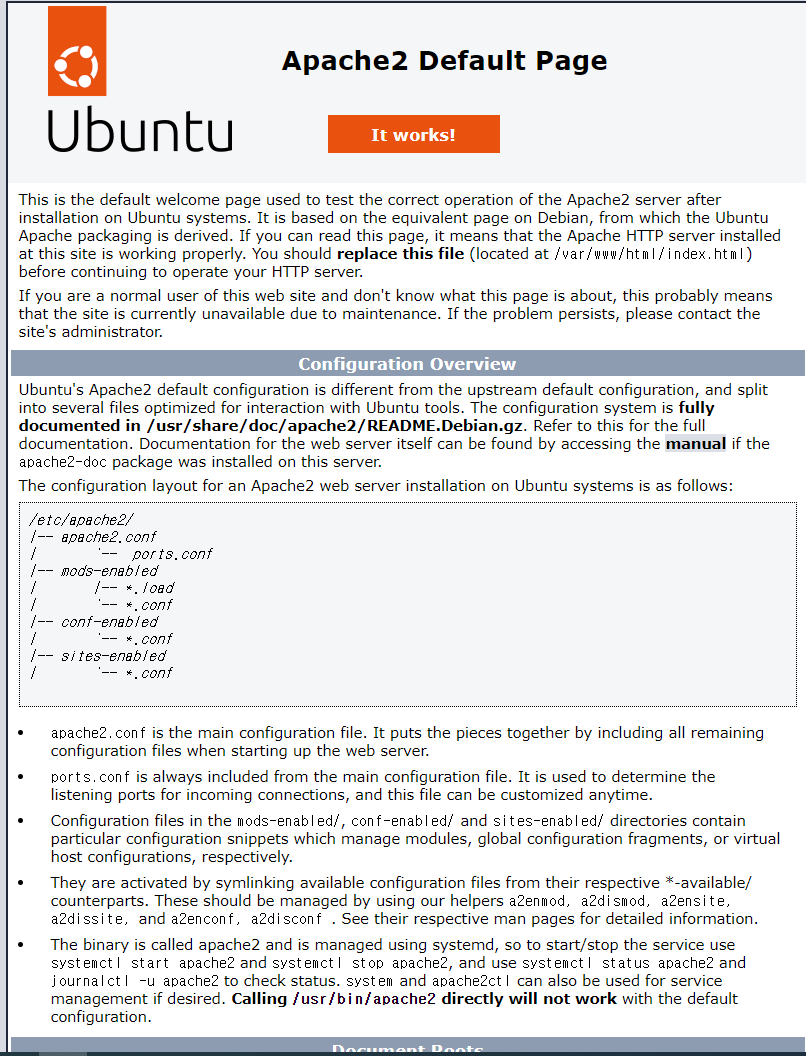 Apache2 Default Page
Ubuntu
It works!
This is the default welcome page used to test the correct operation of the Apache2 server after
installation on Ubuntu systems. It is based on the equivalent page on Debian, from which the Ubuntu
Apache packaging is derived. If you can read this page, it means that the Apache HTTP server installed
at this site is working properly. You should replace this file (located at /var/www/html/index.html)
before continuing to operate your HTTP server.
If you are a normal user of this web site and don't know what this page is about, this probably means
that the site is currently unavailable due to maintenance. If the problem persists, please contact the
site's administrator.
Configuration Overview
Ubuntu's Apache2 default configuration is different from the upstream default configuration, and split
into several files optimized for interaction with Ubuntu tools. The configuration system is fully
documented in /usr/share/doc/apache2/README.Debian.gz. Refer to this for the full
documentation. Documentation for the web server itself can be found by accessing the manual if the
apache2-doc package was installed on this server.
The configuration layout for an Apache2 web server installation on Ubuntu systems is as follows:
/etc/apache2/
|-- apache2.conf
|       `-- ports.conf
|-- mods-enabled
|       |-- *.load
|       `-- *.conf
|-- conf-enabled
|       `-- *.conf
|-- sites-enabled
|       `-- *.conf
• apache2.conf is the main configuration file. It puts the pieces together by including all remaining
configuration files when starting up the web server.
• ports.conf is always included from the main configuration file. It is used to determine the
listening ports for incoming connections, and this file can be customized anytime.
• Configuration files in the mods-enabled/, conf-enabled/ and sites-enabled/ directories contain
particular configuration snippets which manage modules, global configuration fragments, or virtual
host configurations, respectively.
• They are activated by symlinking available configuration files from their respective *-available/
counterparts. These should be managed by using our helpers a2enmod, a2dismod, a2ensite,
a2dissite, and a2enconf, a2disconf . See their respective man pages for detailed information.
• The binary is called apache2 and is managed using systemd, so to start/stop the service use
systemctl start apache2 and systemctl stop apache2, and use systemctl status apache2 and
journalctl -u apache2 to check status. system and apache2ctl can also be used for service
management if desired. Calling /usr/bin/apache2 directly will not work with the default
configuration.
Document Roots